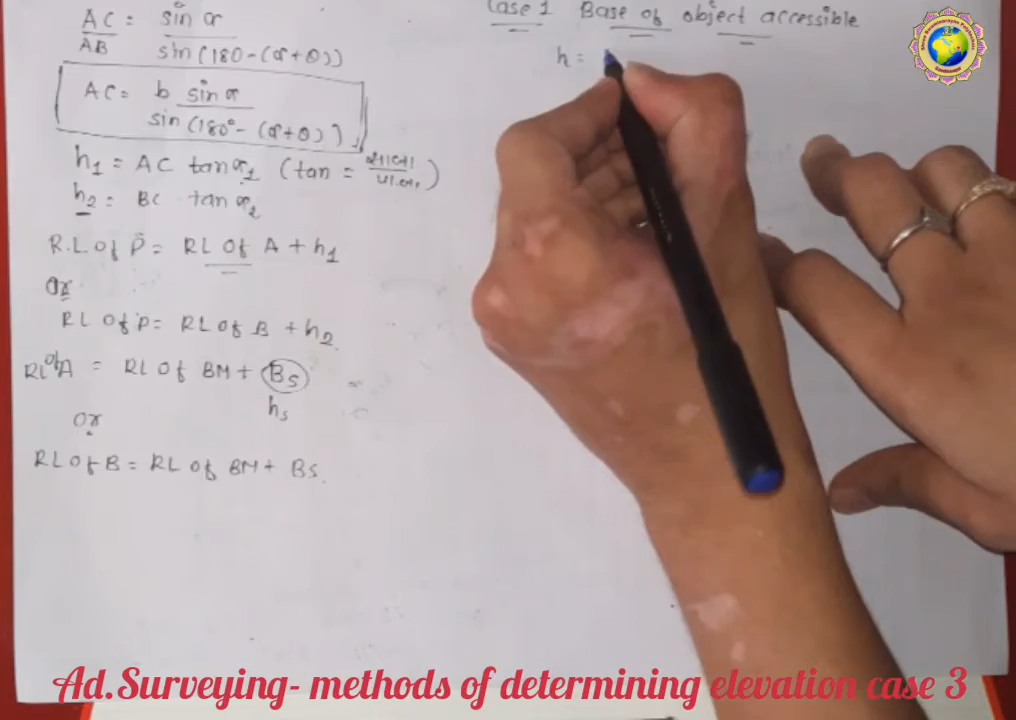 AC = sin α
AB sin(180-(α+θ))
AC = b sin α
sin(180°-(α+θ))
h1 = AC tan α1 (tan = સા.બા. / પા.બા.)
h2 = BC tan α2
R.L of P = RL of A + h1
Or
RL of P = RL of B + h2
RL of A = RL of BM + BS =
hs
or
RL of B = RL of BM + BS.
Case 1 Base of object accessible
h =
Ad.Surveying- methods of determining elevation case 3